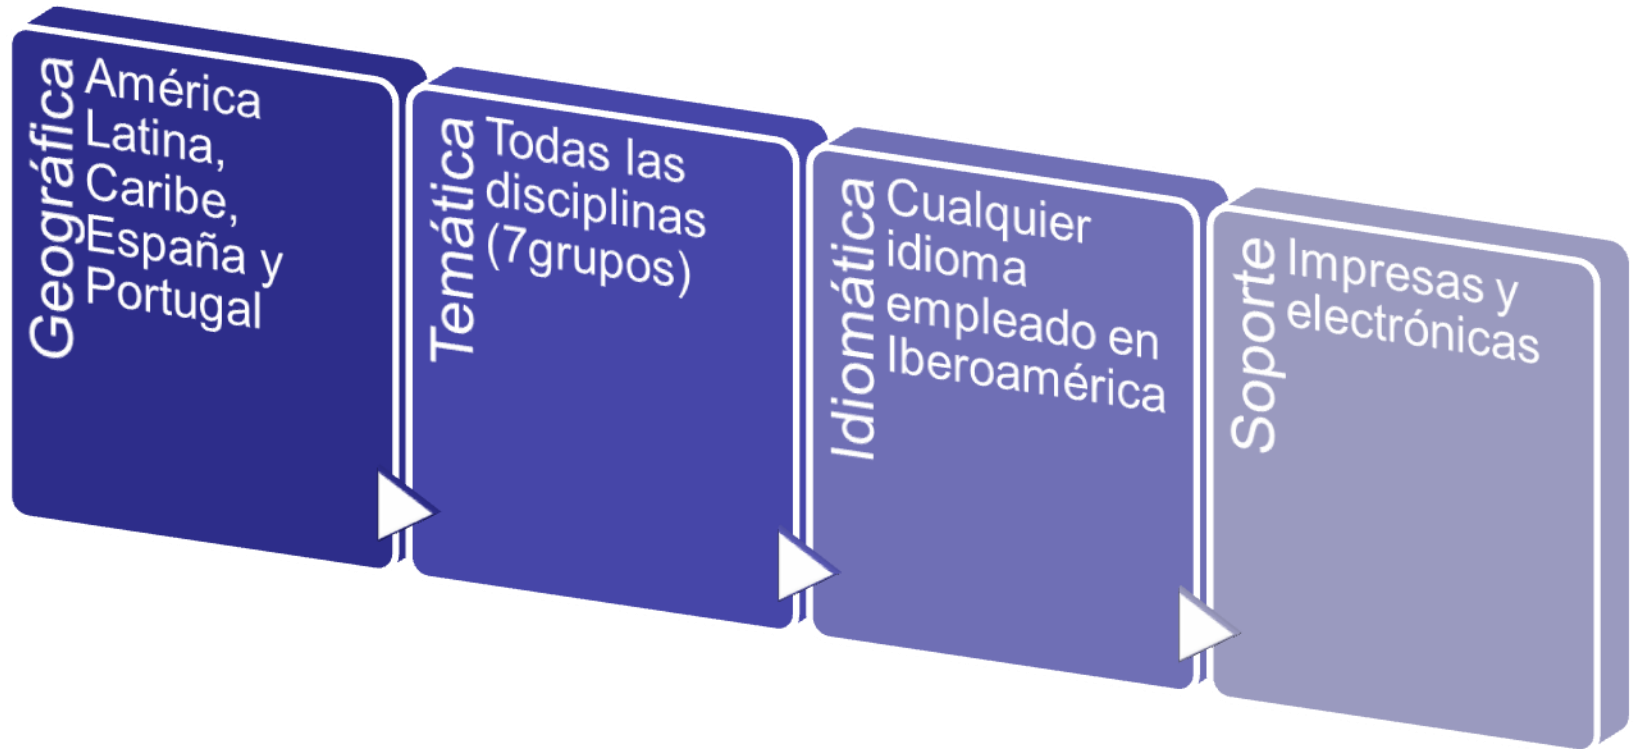 Geográfica
América
Latina,
Caribe,
España y
Portugal
Temática
Todas las
disciplinas
(7grupos)
Idiomática
Cualquier
idioma
empleado en
Iberoamérica
Soporte
Impresas y
electrónicas